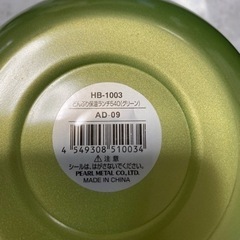 HB-1003
どんぶり保温ランチ540(グリーン)
AD-09
4 549308 510034
⚠ 注 意
シールは、はがさないでください。
PEARL METAL CO.,LTD.
MADE IN CHINA